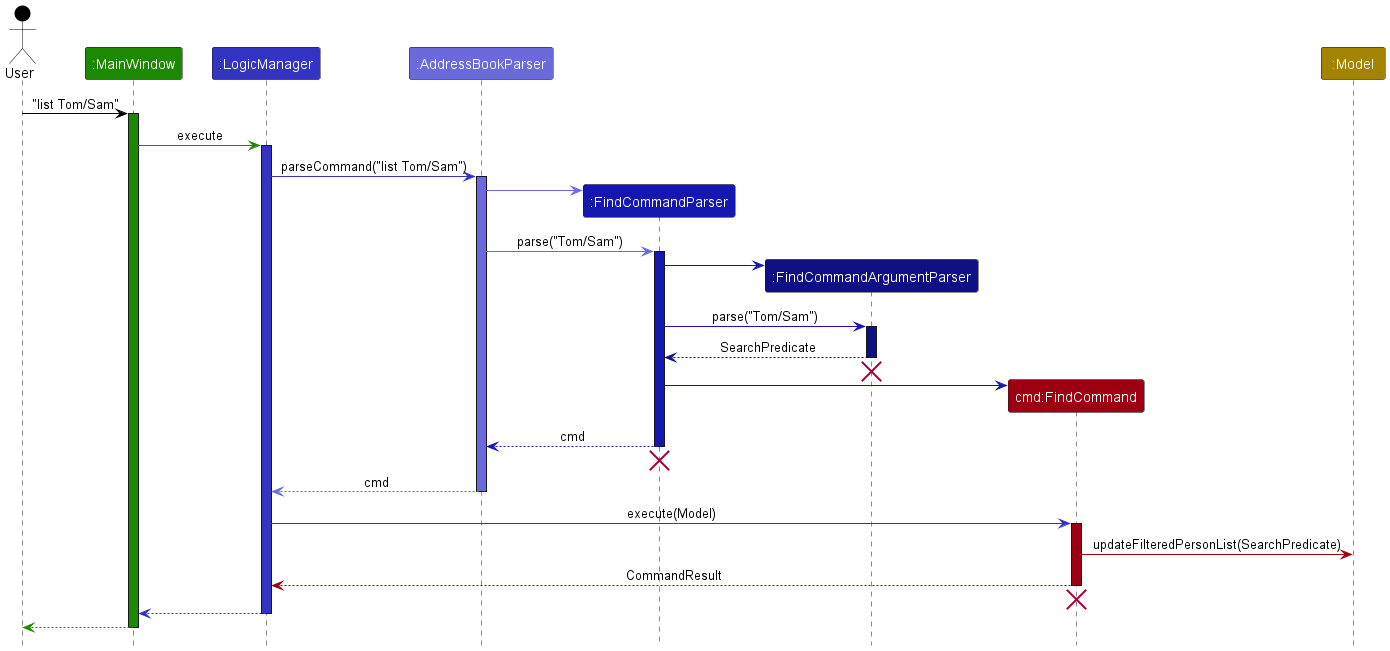 User
:MainWindow
:LogicManager
:AddressBookParser
:Model
"list Tom/Sam"
execute
parseCommand("list Tom/Sam")
:FindCommandParser
parse("Tom/Sam")
:FindCommandArgumentParser
parse("Tom/Sam")
SearchPredicate
cmd:FindCommand
cmd
cmd
execute(Model)
updateFilteredPersonList(SearchPredicate)
CommandResult